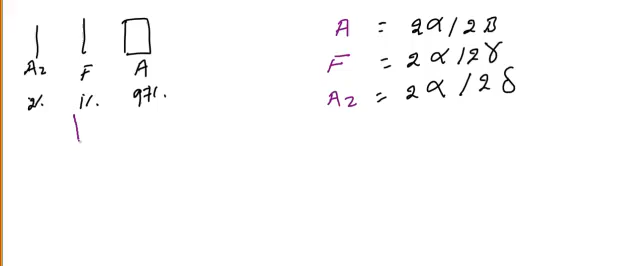 A2 F A
2%. 1%. 97%.
A = 2α/2β
F = 2α/2γ
A2 = 2α/2δ